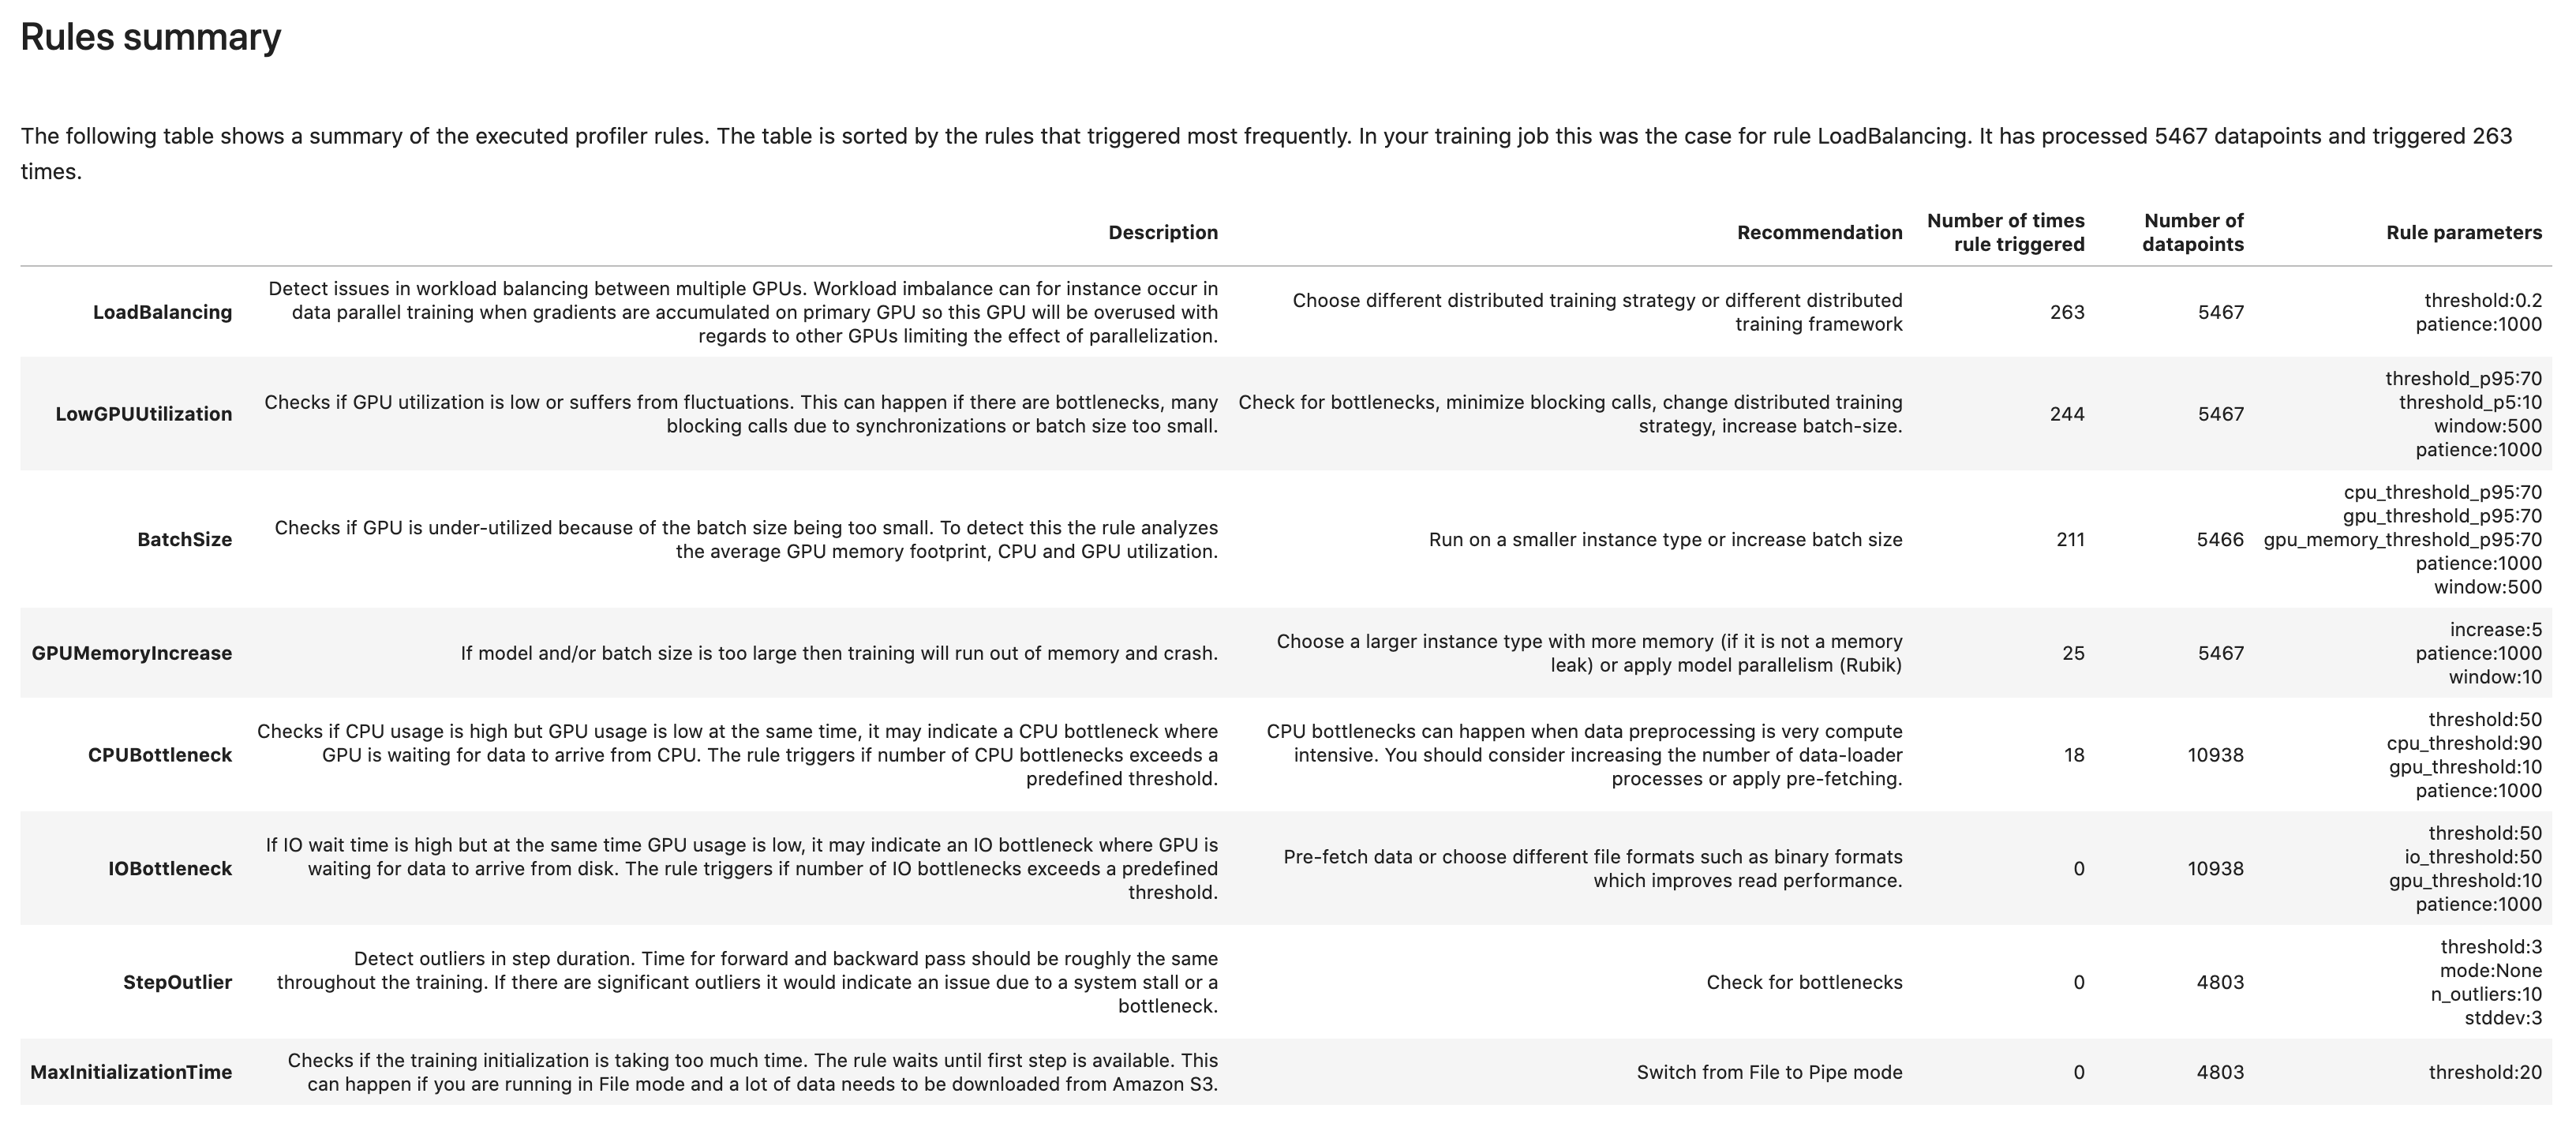 Rules summary
The following table shows a summary of the executed profiler rules. The table is sorted by the rules that triggered most frequently. In your training job this was the case for rule LoadBalancing. It has processed 5467 datapoints and triggered 263
times.
Description
Recommendation
Number of times
rule triggered
Number of
datapoints
Rule parameters
LoadBalancing
Detect issues in workload balancing between multiple GPUs. Workload imbalance can for instance occur in
data parallel training when gradients are accumulated on primary GPU so this GPU will be overused with
regards to other GPUs limiting the effect of parallelization.
Choose different distributed training strategy or different distributed
training framework
263
5467
threshold:0.2
patience:1000
LowGPUUtilization
Checks if GPU utilization is low or suffers from fluctuations. This can happen if there are bottlenecks, many
blocking calls due to synchronizations or batch size too small.
Check for bottlenecks, minimize blocking calls, change distributed training
strategy, increase batch-size.
244
5467
threshold_p95:70
threshold_p5:10
window:500
patience:1000
BatchSize
Checks if GPU is under-utilized because of the batch size being too small. To detect this the rule analyzes
the average GPU memory footprint, CPU and GPU utilization.
Run on a smaller instance type or increase batch size
211
5466
cpu_threshold_p95:70
gpu_threshold_p95:70
gpu_memory_threshold_p95:70
patience:1000
window:500
GPUMemoryIncrease
If model and/or batch size is too large then training will run out of memory and crash.
Choose a larger instance type with more memory (if it is not a memory
leak) or apply model parallelism (Rubik)
25
5467
increase:5
patience:1000
window:10
CPUBottleneck
Checks if CPU usage is high but GPU usage is low at the same time, it may indicate a CPU bottleneck where
GPU is waiting for data to arrive from CPU. The rule triggers if number of CPU bottlenecks exceeds a
predefined threshold.
CPU bottlenecks can happen when data preprocessing is very compute
intensive. You should consider increasing the number of data-loader
processes or apply pre-fetching.
18
10938
threshold:50
cpu_threshold:90
gpu_threshold:10
patience:1000
IOBottleneck
If IO wait time is high but at the same time GPU usage is low, it may indicate an IO bottleneck where GPU is
waiting for data to arrive from disk. The rule triggers if number of IO bottlenecks exceeds a predefined
threshold.
Pre-fetch data or choose different file formats such as binary formats
which improves read performance.
0
10938
threshold:50
io_threshold:50
gpu_threshold:10
patience:1000
StepOutlier
Detect outliers in step duration. Time for forward and backward pass should be roughly the same
throughout the training. If there are significant outliers it would indicate an issue due to a system stall or a
bottleneck.
Check for bottlenecks
0
4803
threshold:3
mode:None
n_outliers:10
stddev:3
MaxInitializationTime
Checks if the training initialization is taking too much time. The rule waits until first step is available. This
can happen if you are running in File mode and a lot of data needs to be downloaded from Amazon S3.
Switch from File to Pipe mode
0
4803
threshold:20